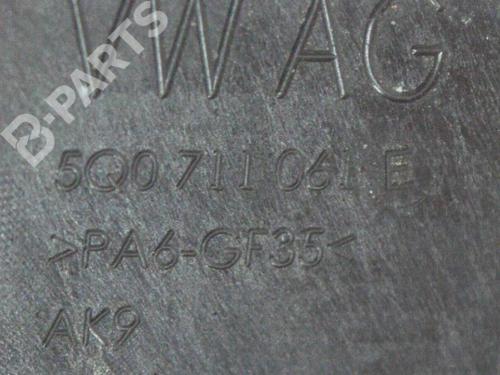 B-PARTS
VW AG
5Q0 711 061 E
>PA6-GF35<
AK9